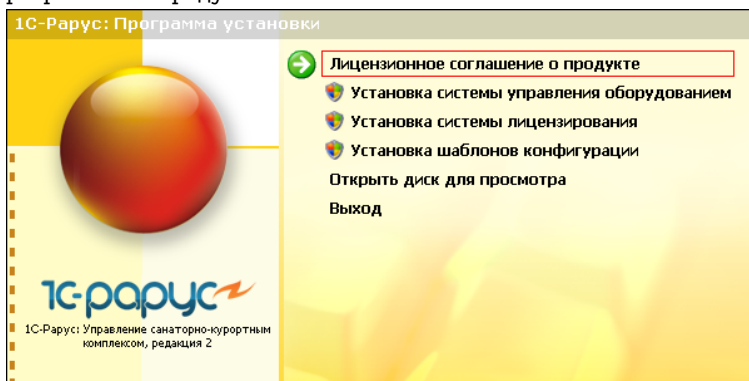 1С-Рарус: Программа установки
Лицензионное соглашение о продукте
Установка системы управления оборудованием
Установка системы лицензирования
Установка шаблонов конфигурации
Открыть диск для просмотра
Выход
1С-рарус
1С-Рарус: Управление санаторно-курортным
комплексом, редакция 2